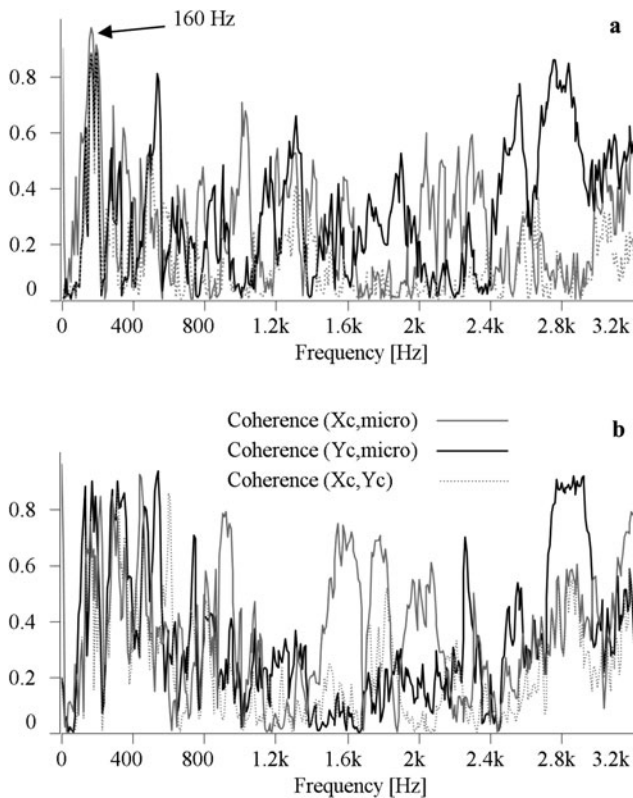 160 Hz
a
0.8
0.6
0.4
0.2
0
0 400 800 1.2k 1.6k 2k 2.4k 2.8k 3.2k
Frequency [Hz]
Coherence (Xc,micro)
b
Coherence (Yc,micro)
Coherence (Xc,Yc)
0.8
0.6
0.4
0.2
0
0 400 800 1.2k 1.6k 2k 2.4k 2.8k 3.2k
Frequency [Hz]